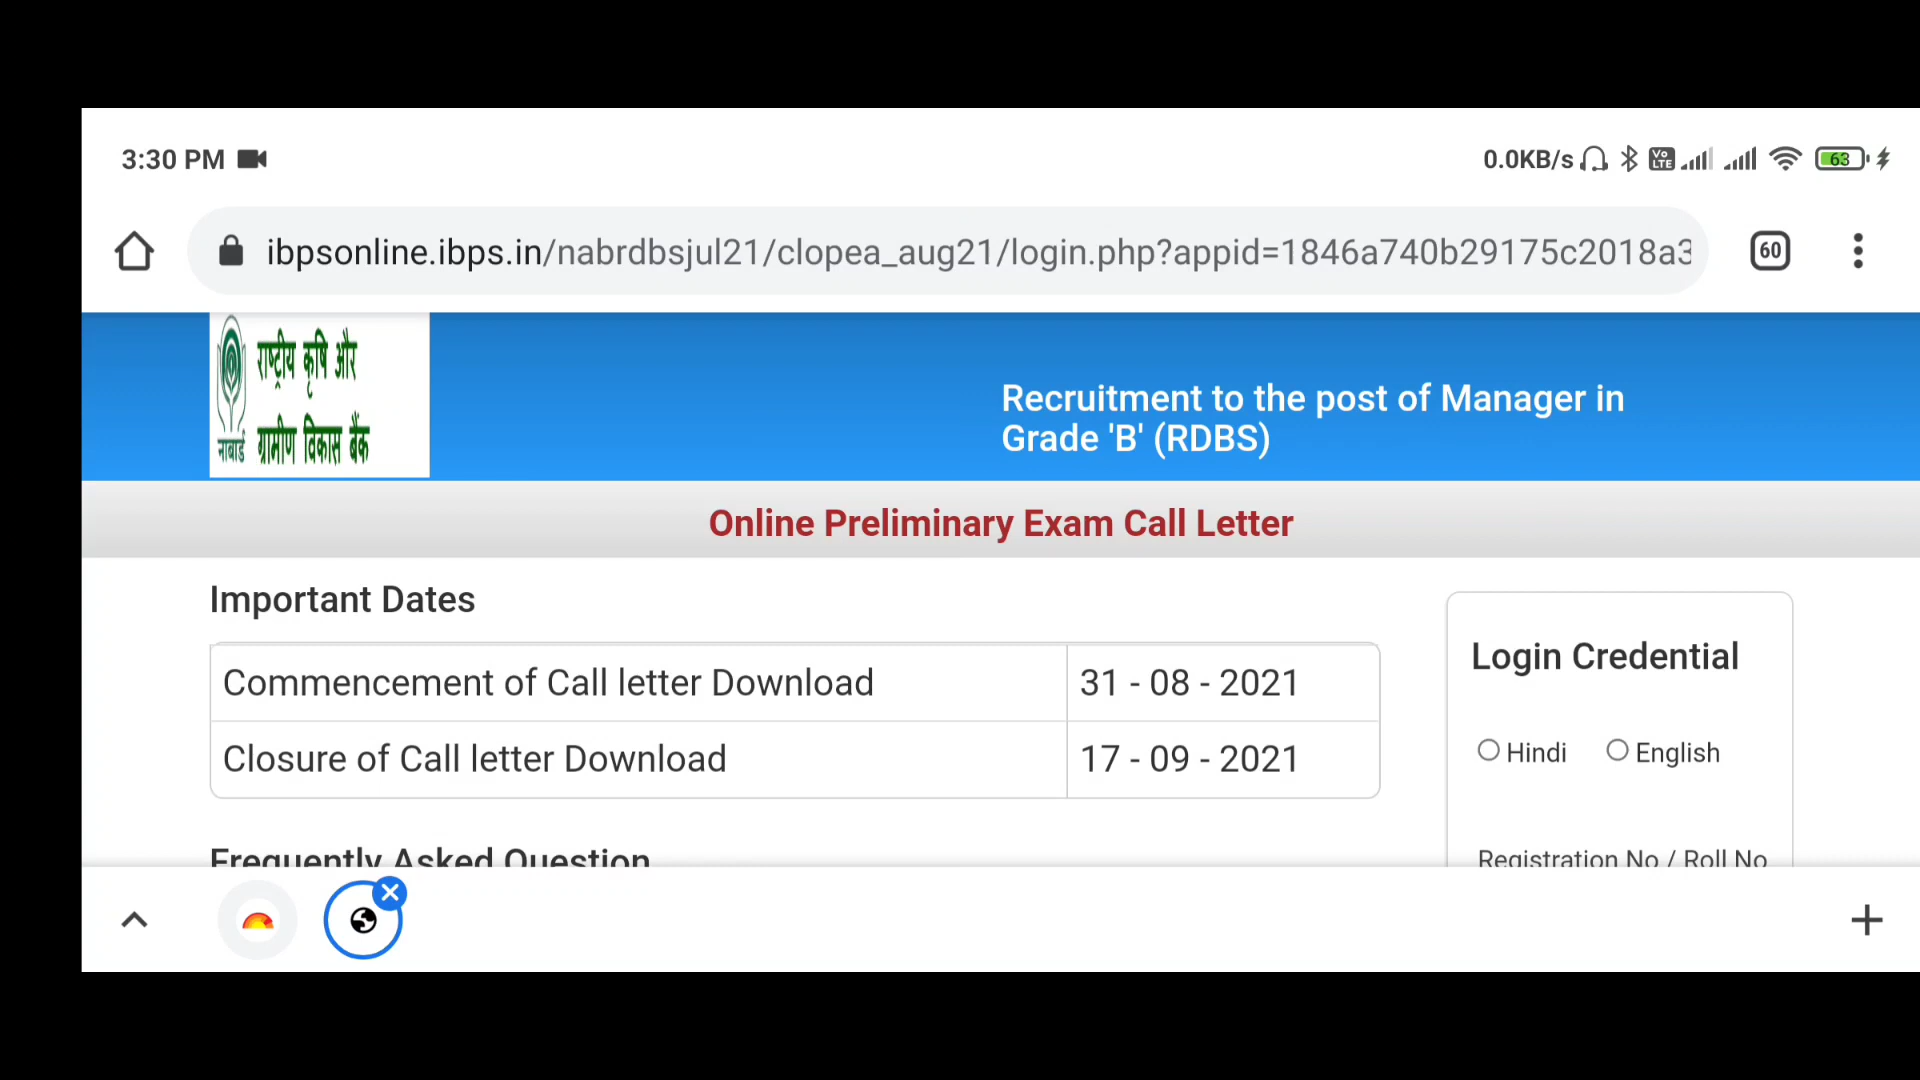 3:30 PM
0.0KB/s
Vo
LTE
63
ibpsonline.ibps.in/nabrdbsjul21/clopea_aug21/login.php?appid=1846a740b29175c2018a3
60
राष्ट्रीय कृषि और
ग्रामीण विकास बैंक
नाबार्ड
Recruitment to the post of Manager in
Grade 'B' (RDBS)
Online Preliminary Exam Call Letter
Important Dates
Commencement of Call letter Download 31 - 08 - 2021
Closure of Call letter Download 17 - 09 - 2021
Login Credential
Hindi English
Frequently Asked Question
Registration No / Roll No